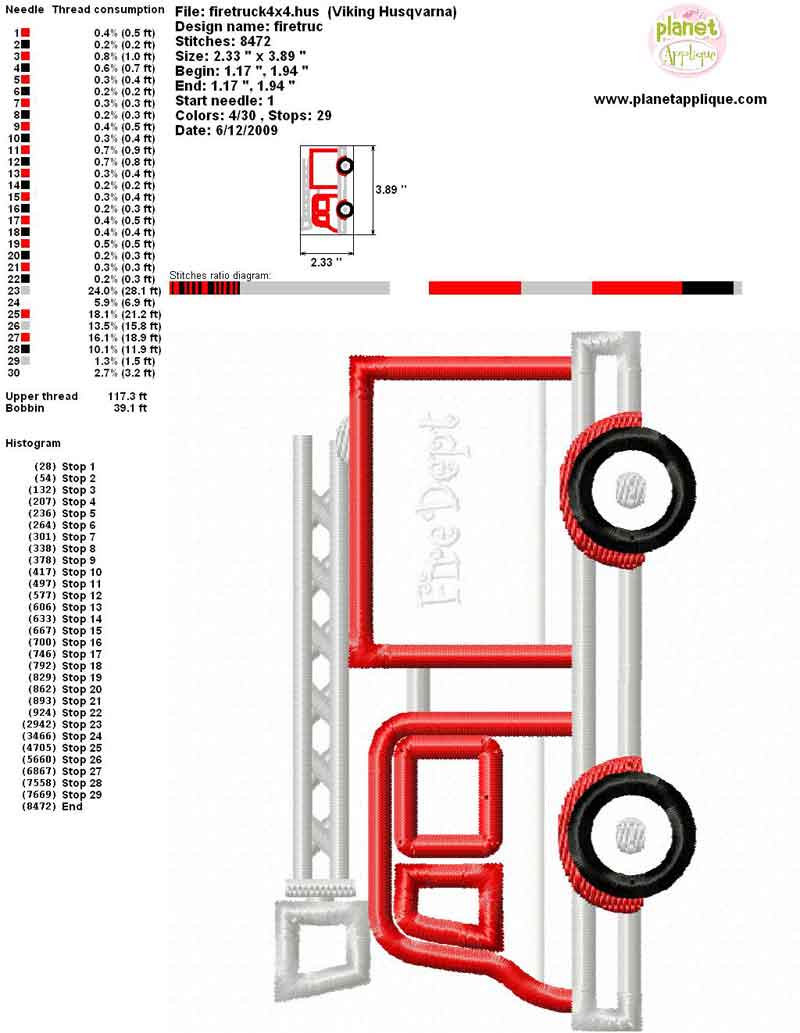 Needle Thread consumption
1 0.4% (0.5 ft)
2 0.2% (0.2 ft)
3 0.8% (1.0 ft)
4 0.6% (0.7 ft)
5 0.3% (0.4 ft)
6 0.2% (0.2 ft)
7 0.3% (0.3 ft)
8 0.2% (0.3 ft)
9 0.4% (0.5 ft)
10 0.3% (0.4 ft)
11 0.7% (0.9 ft)
12 0.7% (0.8 ft)
13 0.3% (0.4 ft)
14 0.2% (0.2 ft)
15 0.3% (0.4 ft)
16 0.2% (0.3 ft)
17 0.4% (0.5 ft)
18 0.4% (0.4 ft)
19 0.5% (0.5 ft)
20 0.2% (0.3 ft)
21 0.3% (0.3 ft)
22 0.2% (0.3 ft)
23 24.0% (28.1 ft)
24 5.9% (6.9 ft)
25 18.1% (21.2 ft)
26 13.5% (15.8 ft)
27 16.1% (18.9 ft)
28 10.1% (11.9 ft)
29 1.3% (1.5 ft)
30 2.7% (3.2 ft)
Upper thread 117.3 ft
Bobbin 39.1 ft
Histogram
(28) Stop 1
(54) Stop 2
(132) Stop 3
(207) Stop 4
(236) Stop 5
(264) Stop 6
(301) Stop 7
(338) Stop 8
(378) Stop 9
(417) Stop 10
(497) Stop 11
(577) Stop 12
(606) Stop 13
(633) Stop 14
(667) Stop 15
(700) Stop 16
(746) Stop 17
(792) Stop 18
(829) Stop 19
(862) Stop 20
(893) Stop 21
(924) Stop 22
(2942) Stop 23
(3466) Stop 24
(4705) Stop 25
(5660) Stop 26
(6867) Stop 27
(7558) Stop 28
(7669) Stop 29
(8472) End
File: firetruck4x4.hus (Viking Husqvarna)
Design name: firetruc
Stitches: 8472
Size: 2.33 " x 3.89 "
Begin: 1.17 ", 1.94 "
End: 1.17 ", 1.94 "
Start needle: 1
Colors: 4/30 , Stops: 29
Date: 6/12/2009
planet
Applique
www.planetapplique.com
3.89 "
2.33 "
Stitches ratio diagram:
Fire Dept